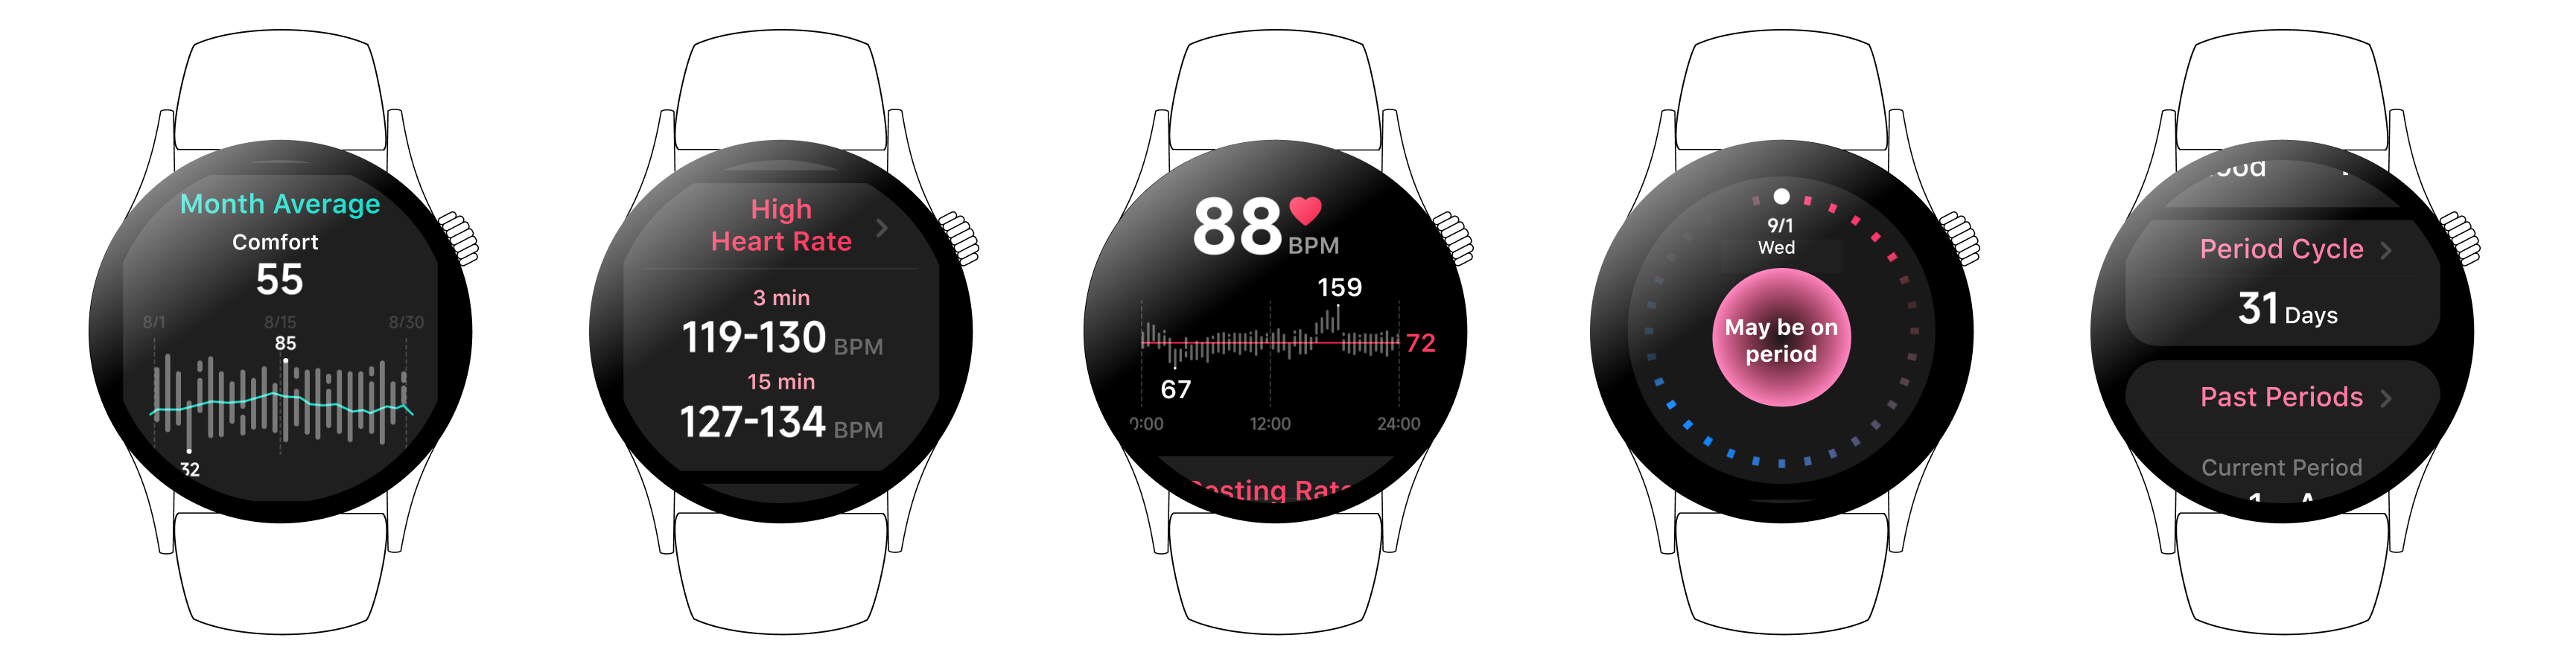 Month Average
Comfort
55
8/1 8/15 8/30
85
32
High
Heart Rate
3 min
119-130 BPM
15 min
127-134 BPM
88 BPM
159
72
67
0:00 12:00 24:00
Resting Rate
9/1
Wed
May be on
period
Period Cycle
31 Days
Past Periods
Current Period